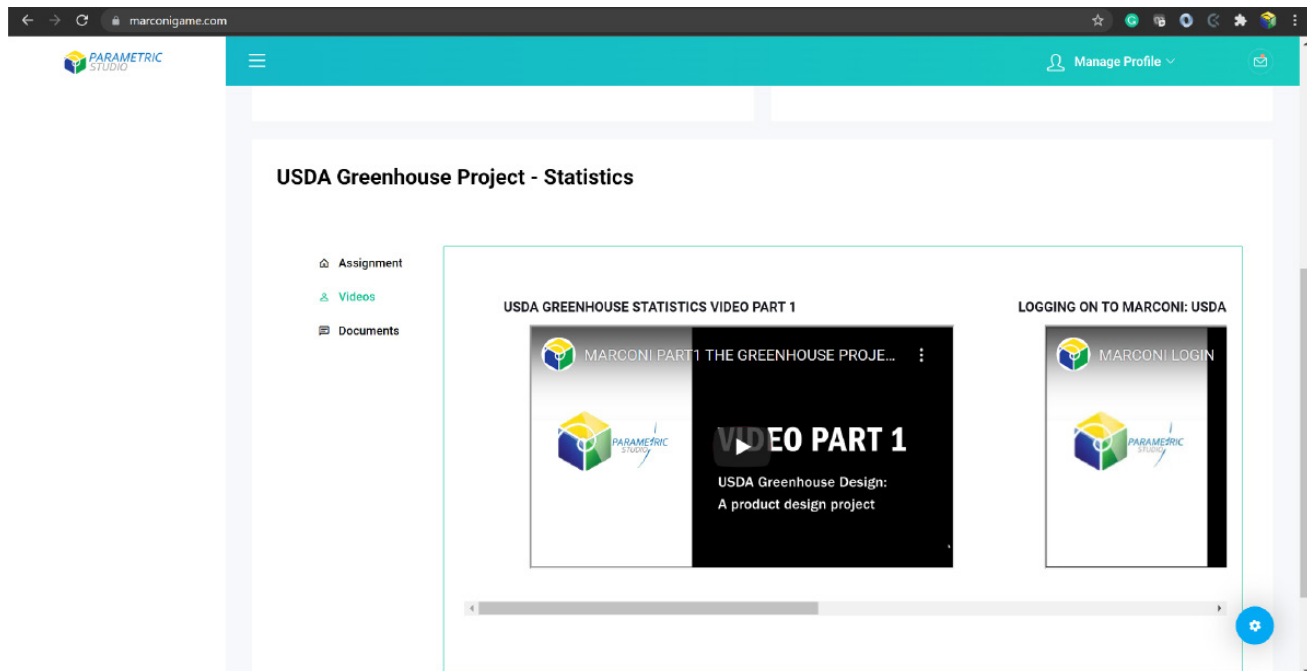 marconigame.com
PARAMETRIC
STUDIO
Manage Profile
USDA Greenhouse Project - Statistics
Assignment
Videos
Documents
USDA GREENHOUSE STATISTICS VIDEO PART 1
MARCONI PART1 THE GREENHOUSE PROJE...
PARAMETRIC
STUDIO
VIDEO PART 1
USDA Greenhouse Design:
A product design project
LOGGING ON TO MARCONI: USDA
MARCONI LOGIN
PARAMETRIC
STUDIO